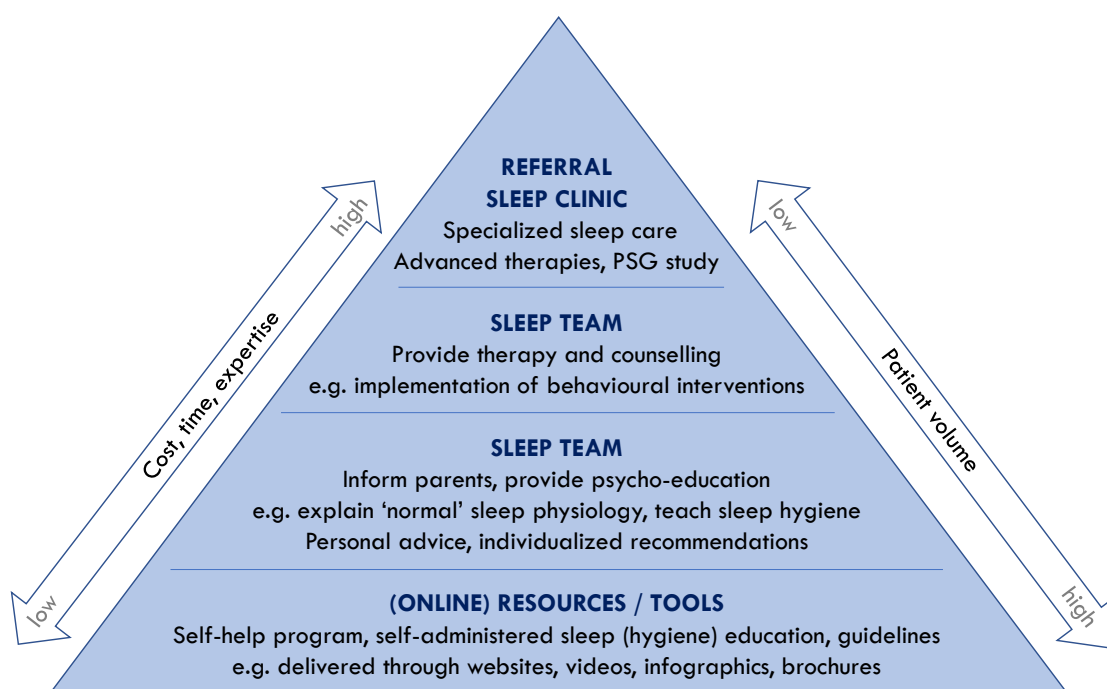 REFERRAL
SLEEP CLINIC
Specialized sleep care
Advanced therapies, PSG study
SLEEP TEAM
Provide therapy and counselling
e.g. implementation of behavioural interventions
SLEEP TEAM
Inform parents, provide psycho-education
e.g. explain ‘normal’ sleep physiology, teach sleep hygiene
Personal advice, individualized recommendations
(ONLINE) RESOURCES / TOOLS
Self-help program, self-administered sleep (hygiene) education, guidelines
e.g. delivered through websites, videos, infographics, brochures
high
Cost, time, expertise
low
low
Patient volume
high